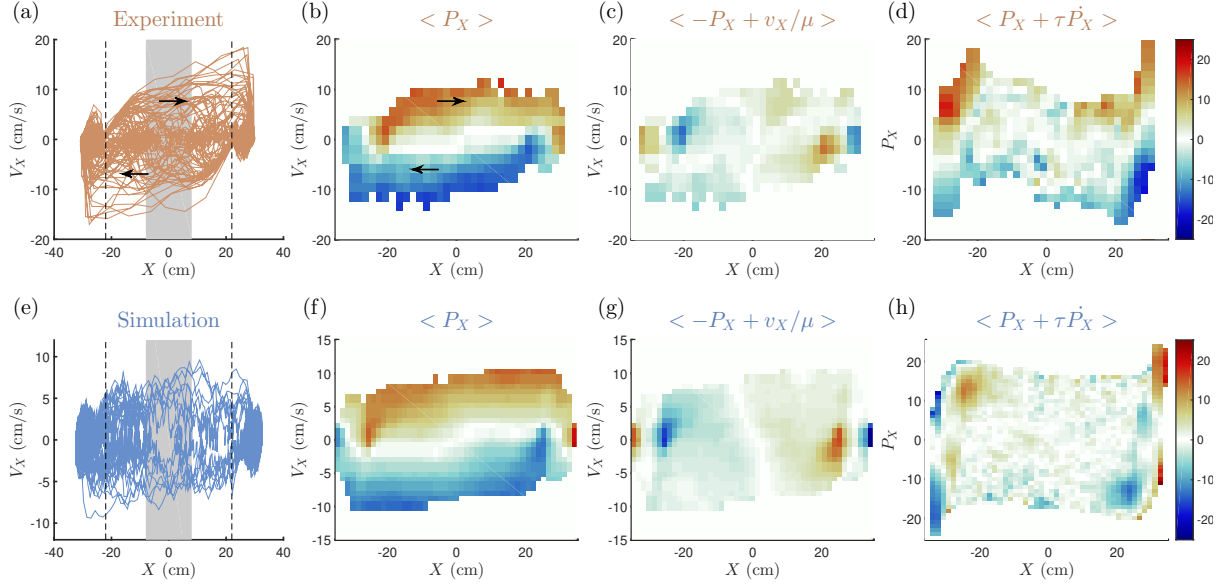 (a) Experiment
20
10
0
-10
-20
V_X (cm/s)
-40 -20 0 20 40
X (cm)
(b) < P_X >
20
10
0
-10
-20
V_X (cm/s)
-20 0 20
X (cm)
(c) < −P_X + v_X/μ >
20
10
0
-10
-20
V_X (cm/s)
-20 0 20
X (cm)
(d) < P_X + τṖ_X >
20
10
0
-10
-20
P_X
-20 0 20
X (cm)
20
10
0
-10
-20
(e) Simulation
10
5
0
-5
-10
V_X (cm/s)
-40 -20 0 20 40
X (cm)
(f) < P_X >
15
10
5
0
-5
-10
-15
V_X (cm/s)
-20 0 20
X (cm)
(g) < −P_X + v_X/μ >
15
10
5
0
-5
-10
-15
V_X (cm/s)
-20 0 20
X (cm)
(h) < P_X + τṖ_X >
20
10
0
-10
-20
P_X
-20 0 20
X (cm)
20
10
0
-10
-20